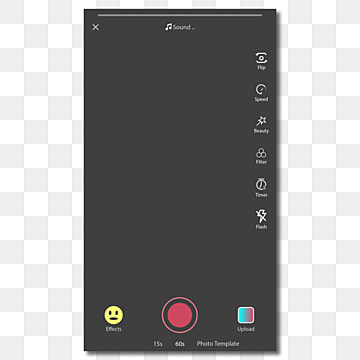 Sound ..
Flip
Speed
Beauty
Filter
Timer
Flash
Effects
Upload
15s 60s Photo Template